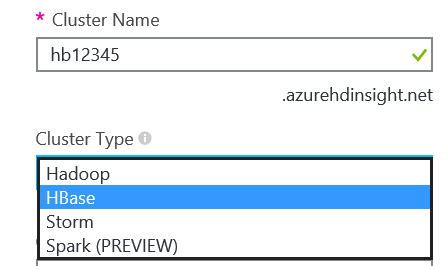 * Cluster Name
hb12345
.azurehdinsight.net
Cluster Type
Hadoop
HBase
Storm
Spark (PREVIEW)